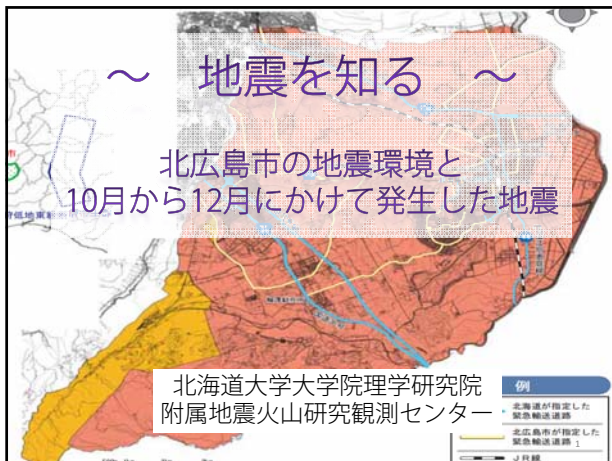 ～ 地震を知る ～
北広島市の地震環境と
10月から12月にかけて発生した地震
北海道大学大学院理学研究院
附属地震火山研究観測センター
例
北海道が指定した
緊急輸送道路
北広島市が指定した
緊急輸送道路 1
JR線